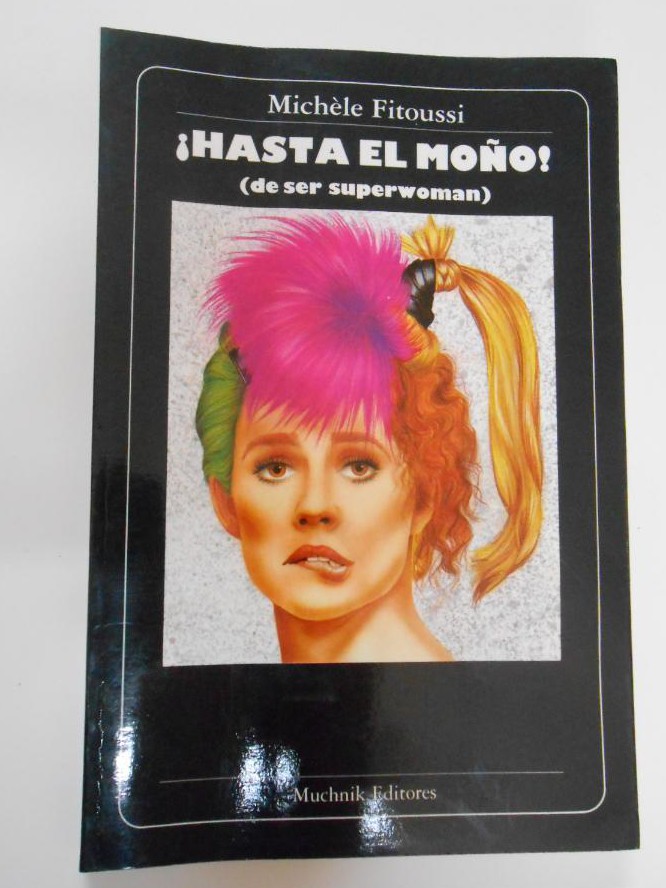 Michèle Fitoussi
¡HASTA EL MOÑO!
(de ser superwoman)
Muchnik Editores